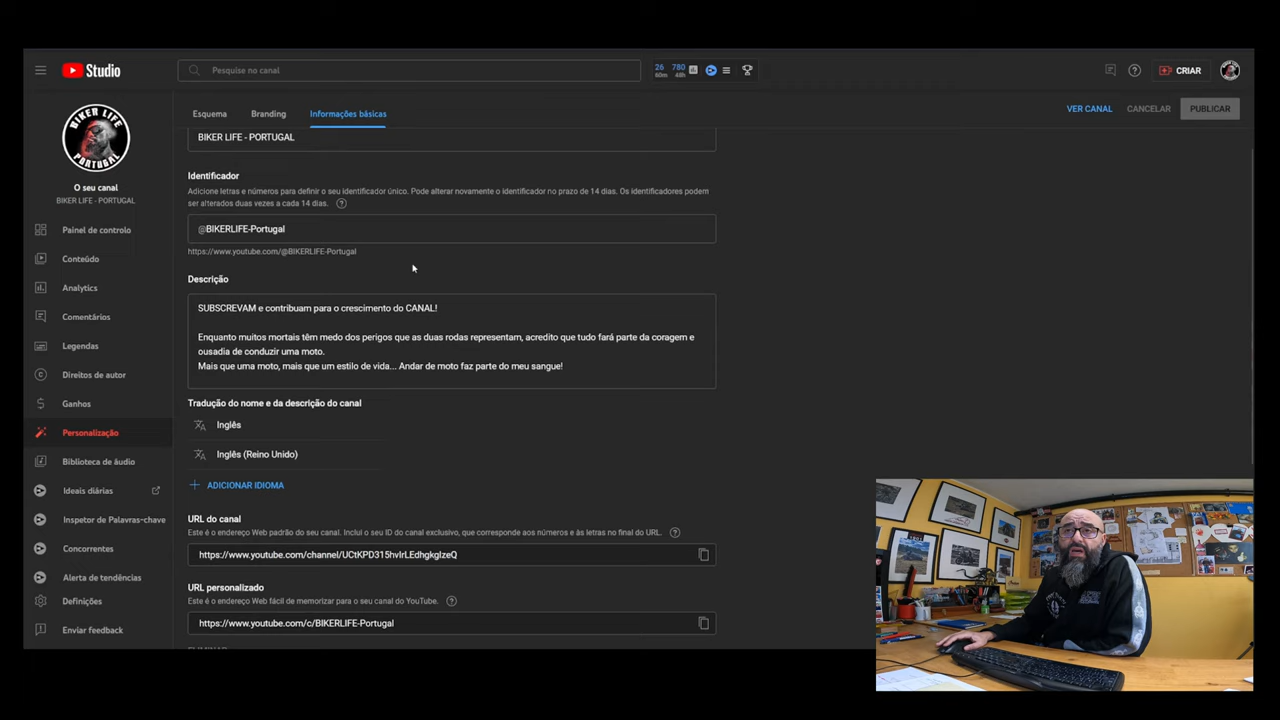 Studio
Pesquise no canal
26
60m
780
48h
CRIAR
BIKER LIFE
PORTUGAL
O seu canal
BIKER LIFE - PORTUGAL
Painel de controlo
Conteúdo
Analytics
Comentários
Legendas
Direitos de autor
Ganhos
Personalização
Biblioteca de áudio
Ideais diárias
Inspetor de Palavras-chave
Concorrentes
Alerta de tendências
Definições
Enviar feedback
Esquema
Branding
Informações básicas
VER CANAL
CANCELAR
PUBLICAR
BIKER LIFE - PORTUGAL
Identificador
Adicione letras e números para definir o seu identificador único. Pode alterar novamente o identificador no prazo de 14 dias. Os identificadores podem
ser alterados duas vezes a cada 14 dias.
@BIKERLIFE-Portugal
https://www.youtube.com/@BIKERLIFE-Portugal
Descrição
SUBSCREVAM e contribuam para o crescimento do CANAL!
Enquanto muitos mortais têm medo dos perigos que as duas rodas representam, acredito que tudo fará parte da coragem e
ousadia de conduzir uma moto.
Mais que uma moto, mais que um estilo de vida... Andar de moto faz parte do meu sangue!
Tradução do nome e da descrição do canal
Inglês
Inglês (Reino Unido)
ADICIONAR IDIOMA
URL do canal
Este é o endereço Web padrão do seu canal. Inclui o seu ID do canal exclusivo, que corresponde aos números e às letras no final do URL.
https://www.youtube.com/channel/UCtKPD315hvIrLEdhgkgIzeQ
URL personalizado
Este é o endereço Web fácil de memorizar para o seu canal do YouTube.
https://www.youtube.com/c/BIKERLIFE-Portugal